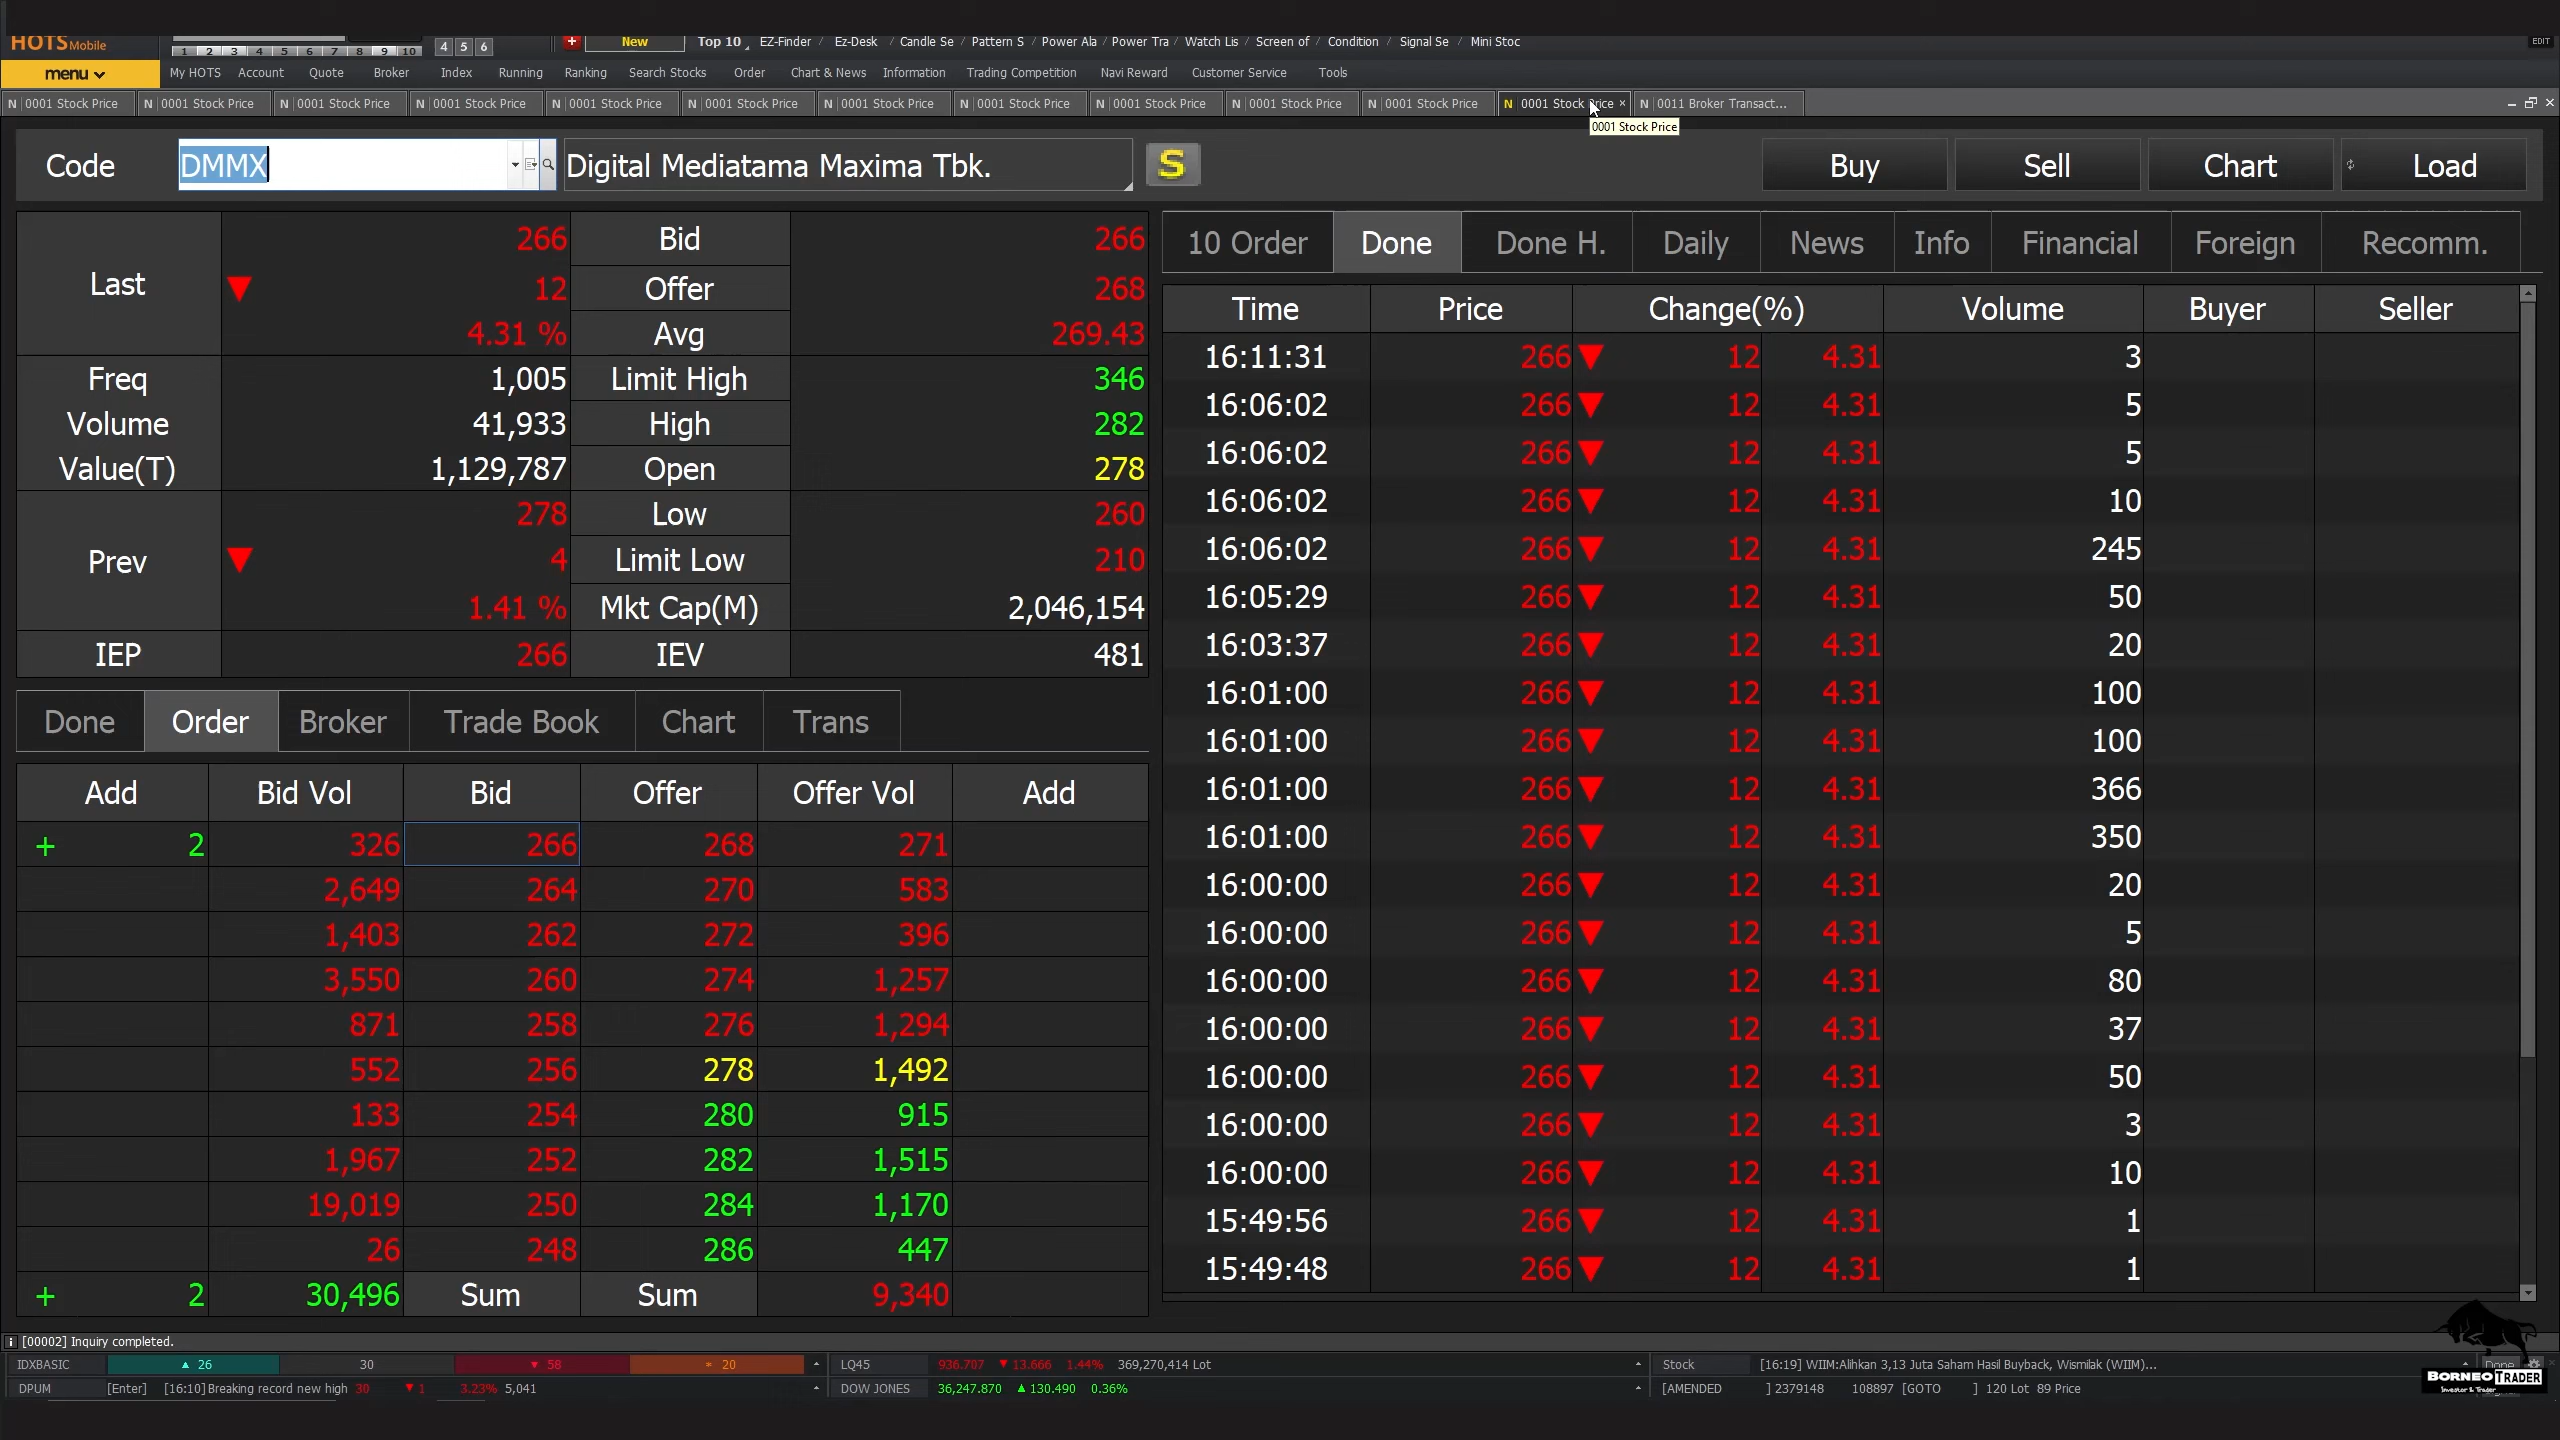 HOTS Mobile
1 2 3 4 5 6 7 8 9 10 4 5 6 New Top 10 EZ-Finder / Ez-Desk / Candle Se / Pattern S / Power Ala / Power Tra / Watch Lis / Screen of / Condition / Signal Se / Mini Stoc EDIT
menu My HOTS Account Quote Broker Index Running Ranking Search Stocks Order Chart & News Information Trading Competition Navi Reward Customer Service Tools
N 0001 Stock Price N 0001 Stock Price N 0001 Stock Price N 0001 Stock Price N 0001 Stock Price N 0001 Stock Price N 0001 Stock Price N 0001 Stock Price N 0001 Stock Price N 0001 Stock Price N 0001 Stock Price N 0001 Stock Price × N 0011 Broker Transact...
0001 Stock Price
Code DMMX Digital Mediatama Maxima Tbk. S Buy Sell Chart Load
Last 266 Bid 266
▼ 12 Offer 268
4.31 % Avg 269.43
Freq 1,005 Limit High 346
Volume 41,933 High 282
Value(T) 1,129,787 Open 278
Prev 278 Low 260
▼ 4 Limit Low 210
1.41 % Mkt Cap(M) 2,046,154
IEP 266 IEV 481
Done Order Broker Trade Book Chart Trans
Add Bid Vol Bid Offer Offer Vol Add
+ 2 326 266 268 271
2,649 264 270 583
1,403 262 272 396
3,550 260 274 1,257
871 258 276 1,294
552 256 278 1,492
133 254 280 915
1,967 252 282 1,515
19,019 250 284 1,170
26 248 286 447
+ 2 30,496 Sum Sum 9,340
10 Order Done Done H. Daily News Info Financial Foreign Recomm.
Time Price Change(%) Volume Buyer Seller
16:11:31 266 ▼ 12 4.31 3
16:06:02 266 ▼ 12 4.31 5
16:06:02 266 ▼ 12 4.31 5
16:06:02 266 ▼ 12 4.31 10
16:06:02 266 ▼ 12 4.31 245
16:05:29 266 ▼ 12 4.31 50
16:03:37 266 ▼ 12 4.31 20
16:01:00 266 ▼ 12 4.31 100
16:01:00 266 ▼ 12 4.31 100
16:01:00 266 ▼ 12 4.31 366
16:01:00 266 ▼ 12 4.31 350
16:00:00 266 ▼ 12 4.31 20
16:00:00 266 ▼ 12 4.31 5
16:00:00 266 ▼ 12 4.31 80
16:00:00 266 ▼ 12 4.31 37
16:00:00 266 ▼ 12 4.31 50
16:00:00 266 ▼ 12 4.31 3
16:00:00 266 ▼ 12 4.31 10
15:49:56 266 ▼ 12 4.31 1
15:49:48 266 ▼ 12 4.31 1
i [00002] Inquiry completed.
IDXBASIC ▲ 26 30 ▼ 58 * 20 LQ45 936.707 ▼ 13.666 1.44% 369,270,414 Lot Stock [16:19] WIIM:Alihkan 3,13 Juta Saham Hasil Buyback, Wismilak (WIIM)... Done
DPUM [Enter] [16:10]Breaking record new high 30 ▼ 1 3.23% 5,041 DOW JONES 36,247.870 ▲ 130.490 0.36% [AMENDED ] 2379148 108897 [GOTO ] 120 Lot 89 Price
BORNEO TRADER
Investor & Trader